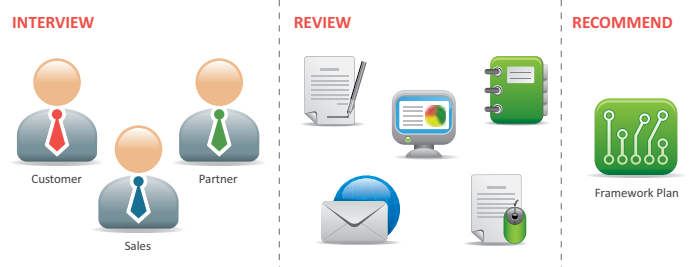 INTERVIEW
Customer
Sales
Partner
REVIEW
RECOMMEND
Framework Plan